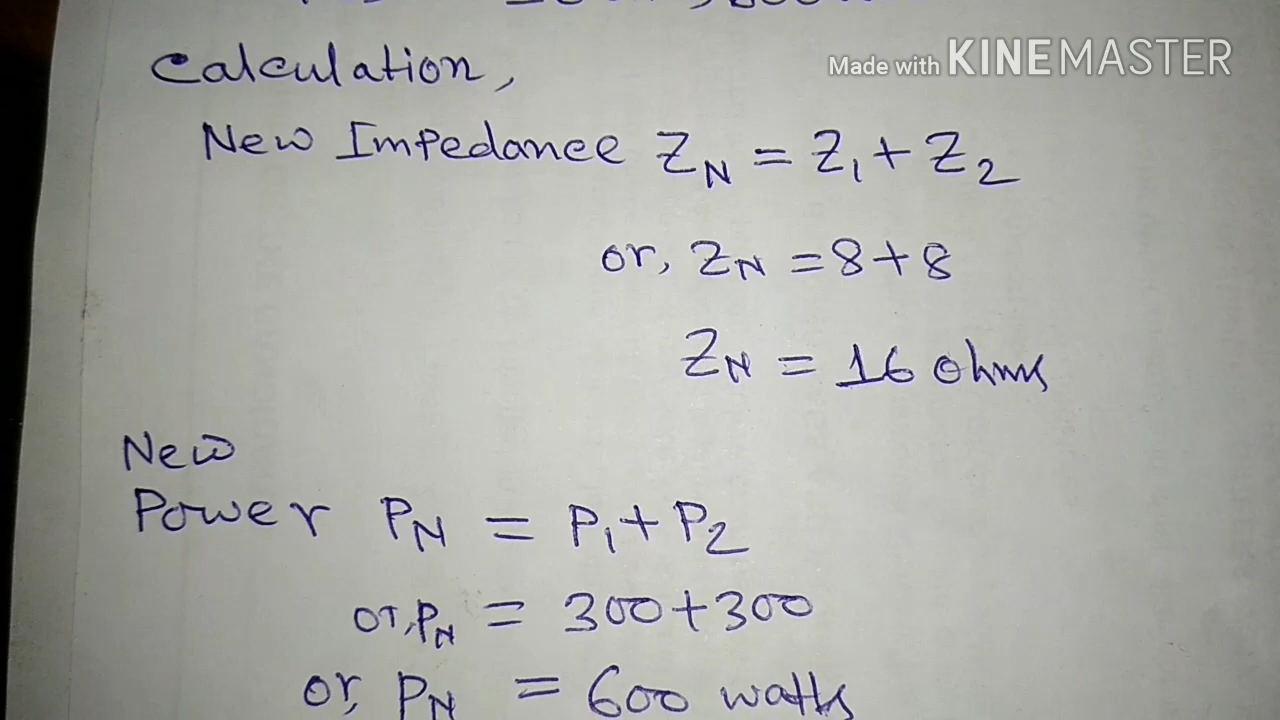 Made with KINEMASTER
Calculation,
New Impedance Z_N = Z_1 + Z_2
or, Z_N = 8+8
Z_N = 16 ohms
New
Power P_N = P_1 + P_2
or, P_N = 300+300
or, P_N = 600 watts